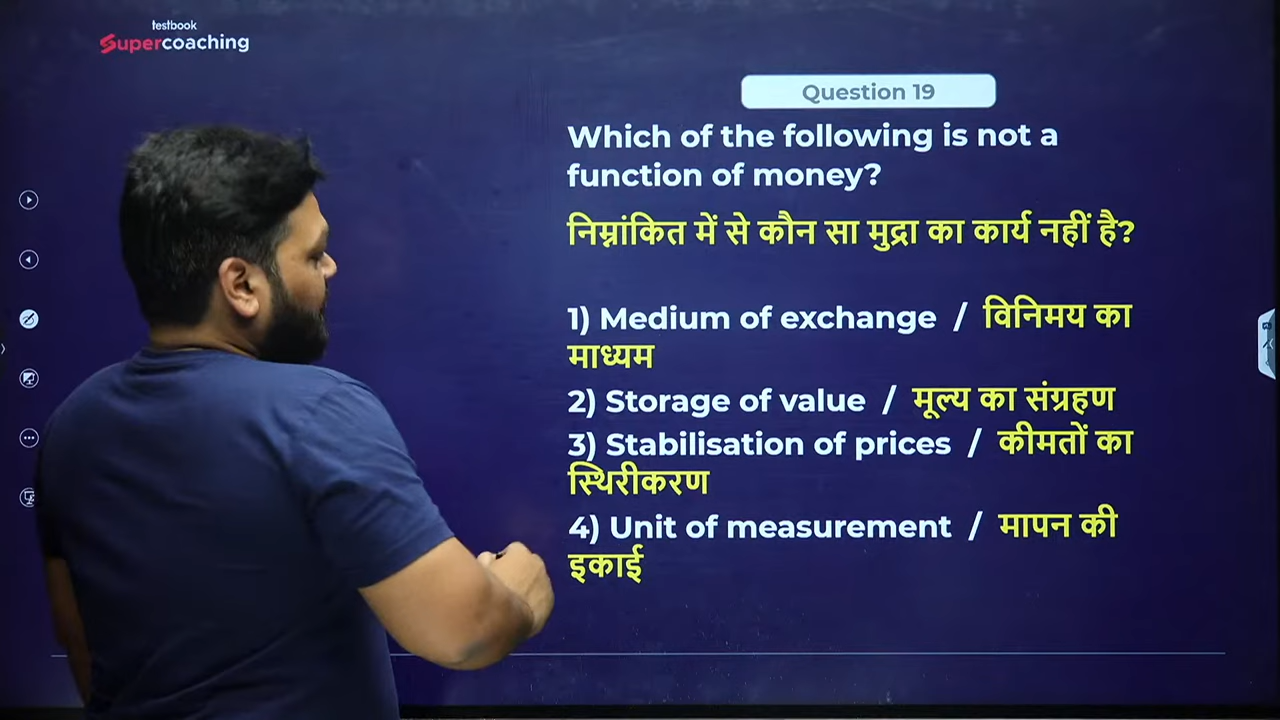 testbook
Supercoaching
Question 19
Which of the following is not a
function of money?
निम्नांकित में से कौन सा मुद्रा का कार्य नहीं है?
1) Medium of exchange / विनिमय का
माध्यम
2) Storage of value / मूल्य का संग्रहण
3) Stabilisation of prices / कीमतों का
स्थिरीकरण
4) Unit of measurement / मापन की
इकाई